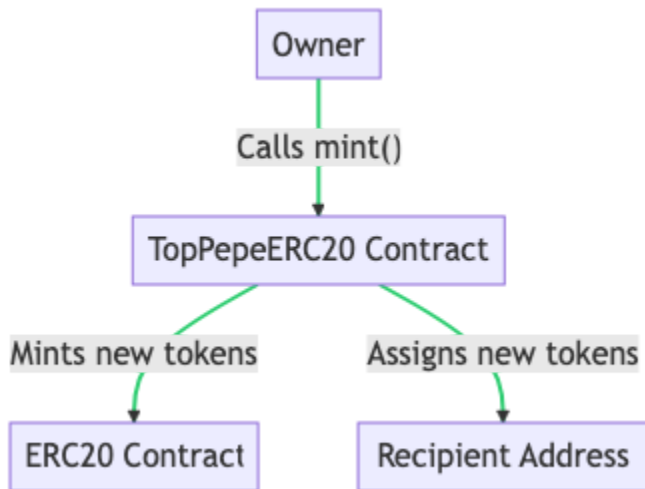 Owner
Calls mint()
TopPepeERC20 Contract
Mints new tokens
Assigns new tokens
ERC20 Contract
Recipient Address